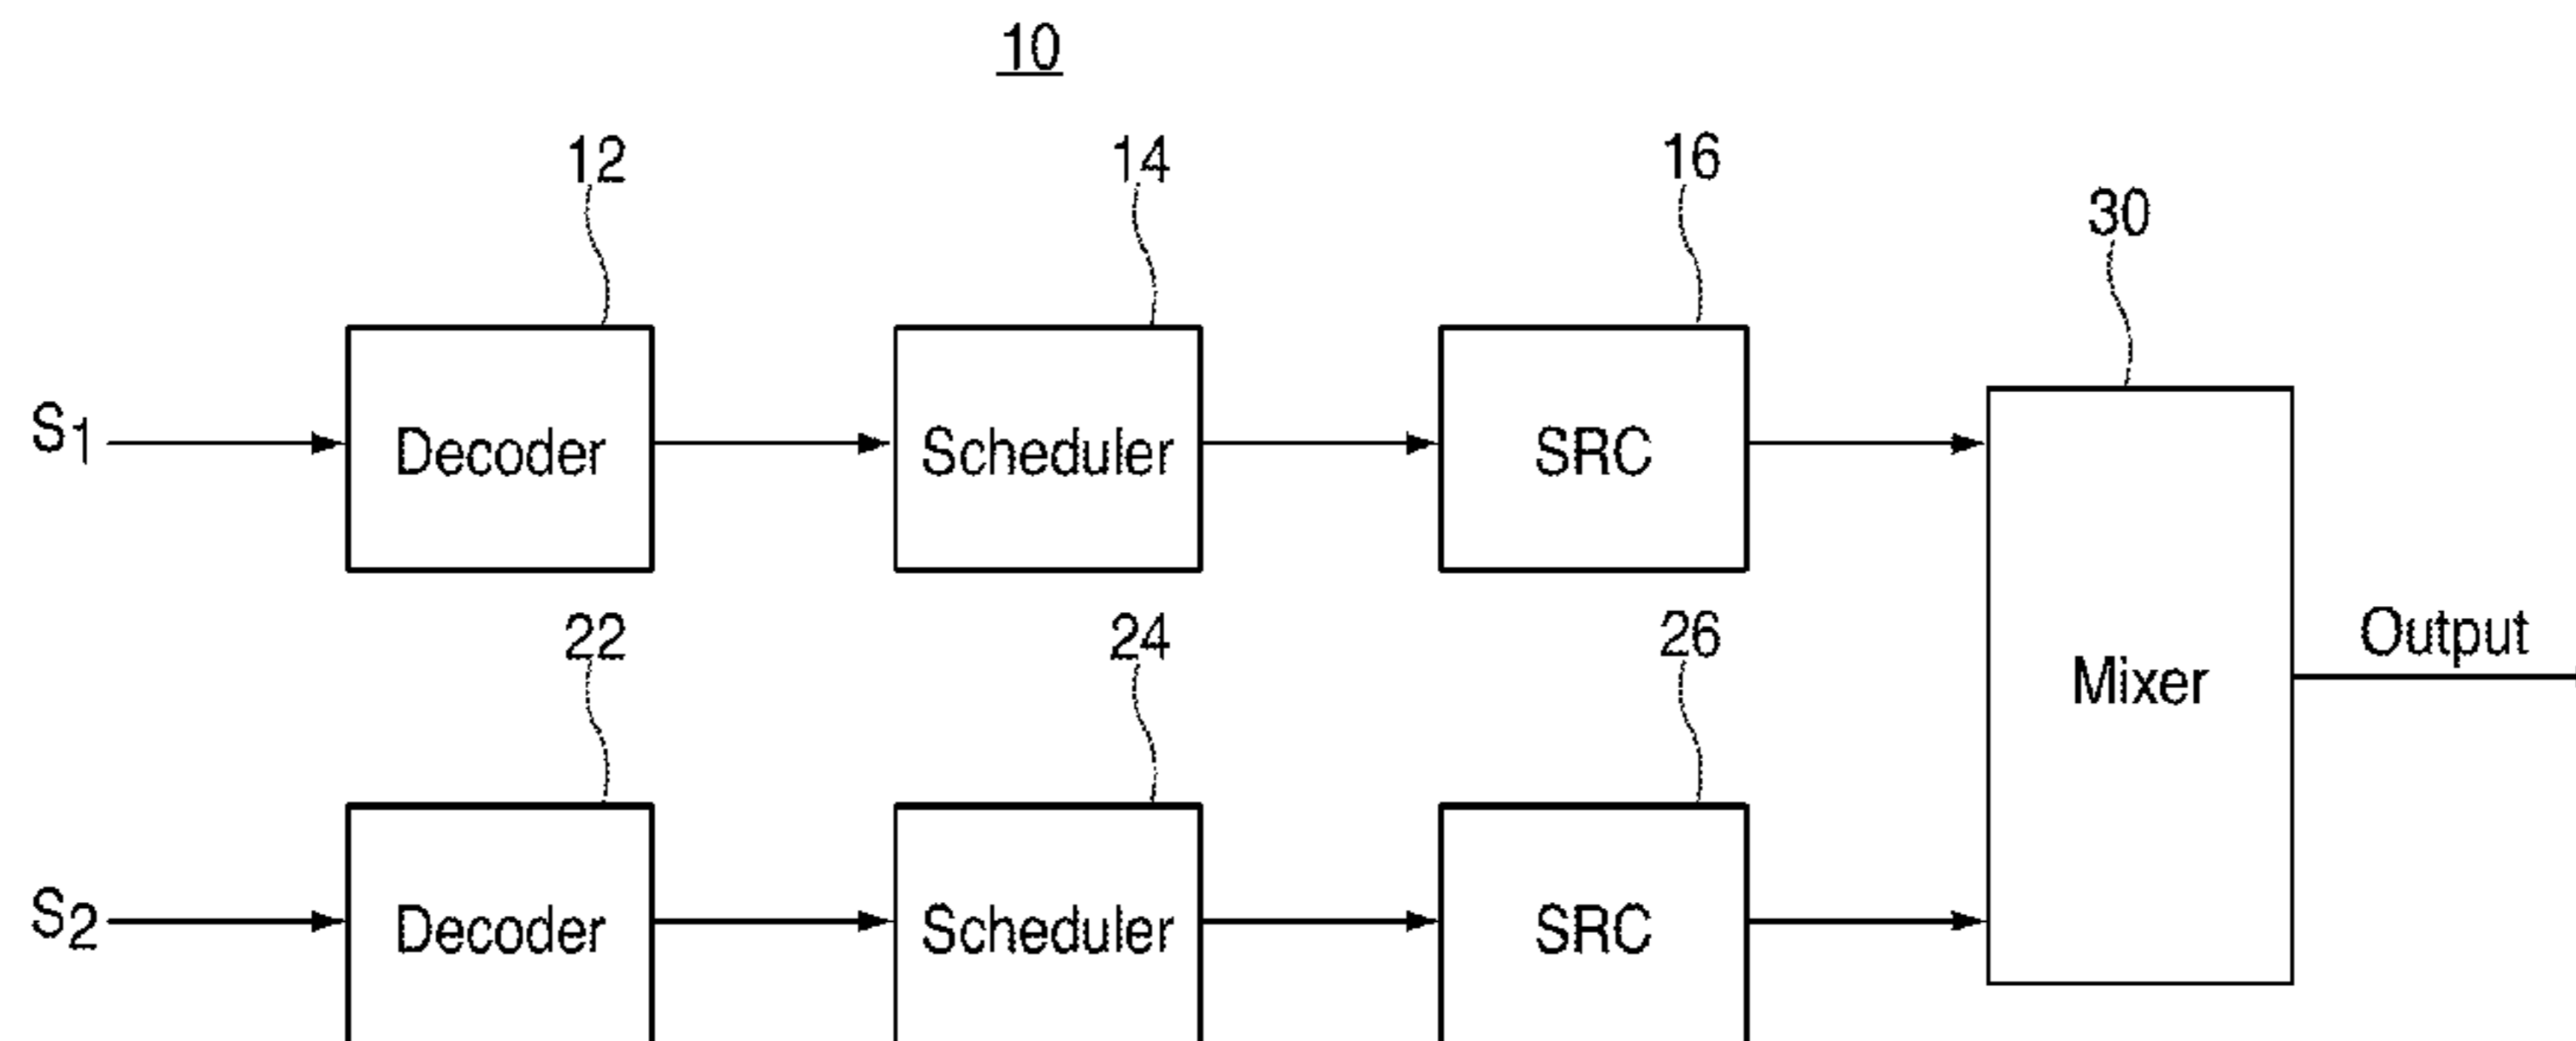 10
12 14 16 30
S1 Decoder Scheduler SRC
22 24 26 Output
Mixer
S2 Decoder Scheduler SRC